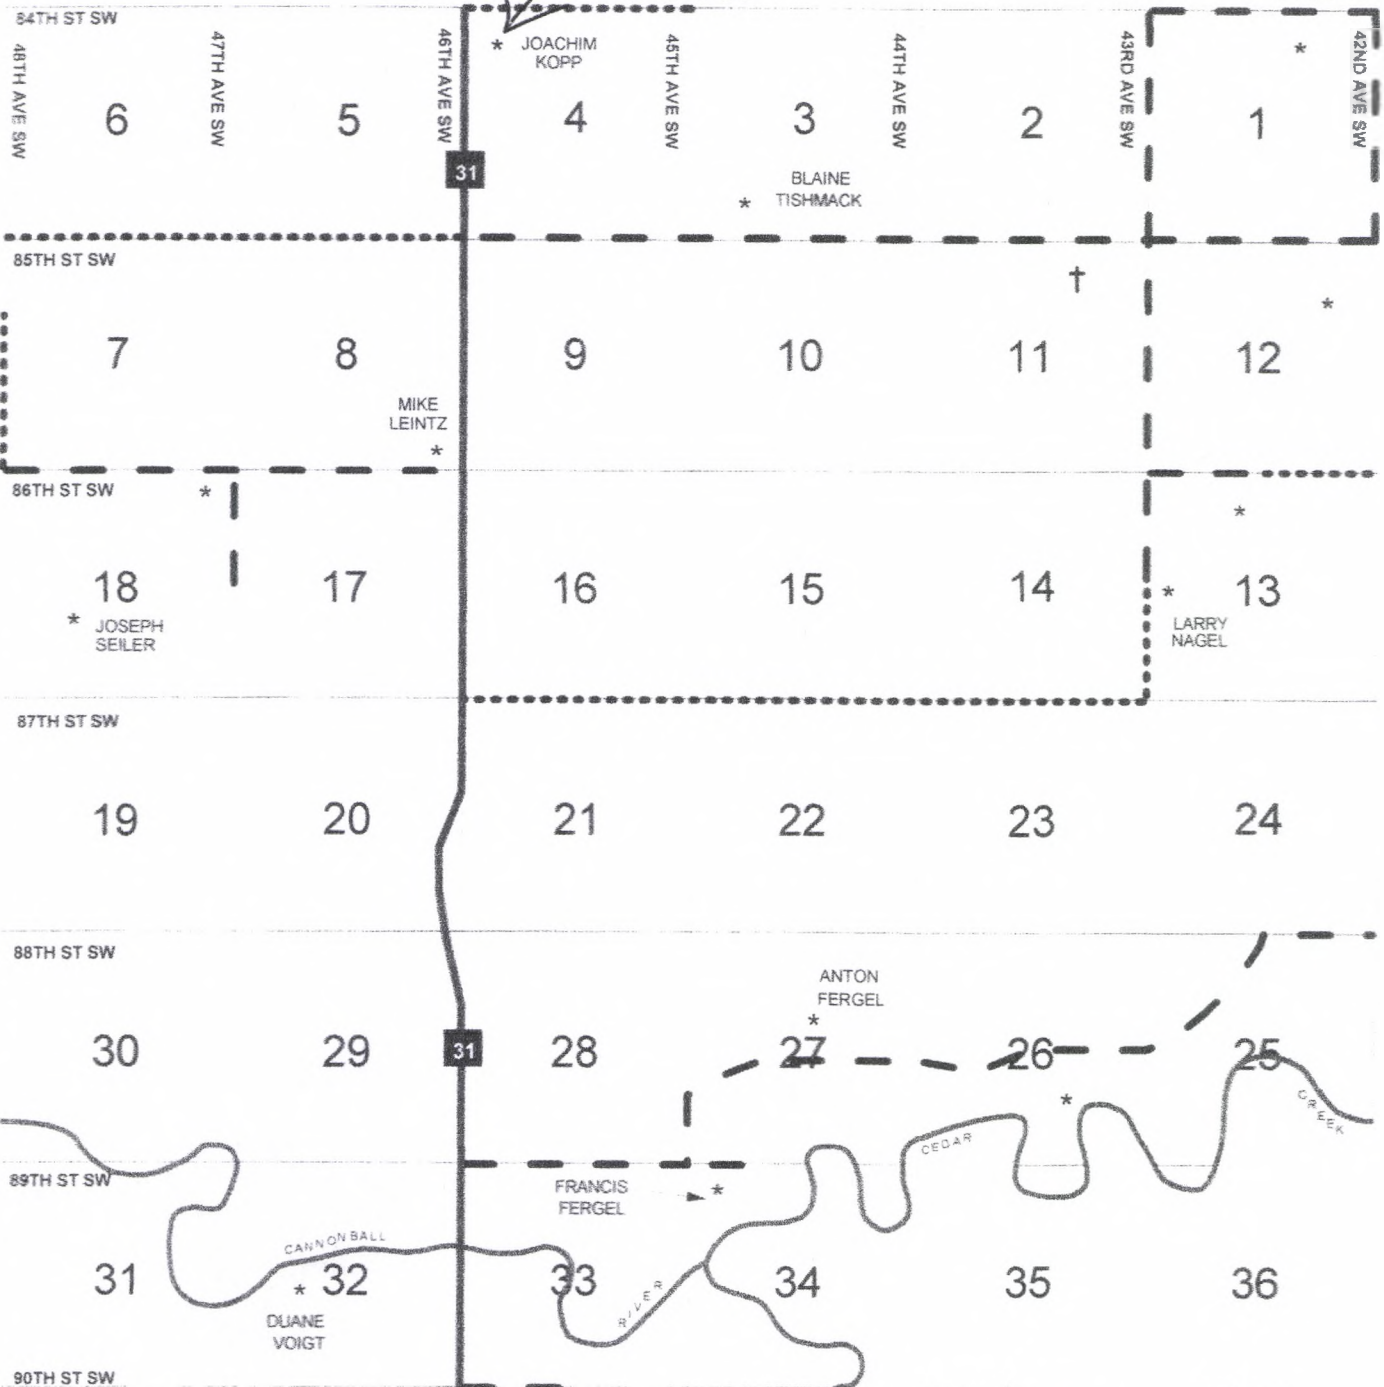 84TH ST SW
48TH AVE SW
47TH AVE SW
46TH AVE SW
45TH AVE SW
44TH AVE SW
43RD AVE SW
42ND AVE SW
* JOACHIM
KOPP
*
6 5 4 3 2 1
31
BLAINE
* TISHMACK
85TH ST SW
†
*
7 8 9 10 11 12
MIKE
LEINTZ
*
86TH ST SW
*
*
18 17 16 15 14 13
*
* JOSEPH
SEILER
LARRY
NAGEL
87TH ST SW
19 20 21 22 23 24
88TH ST SW
ANTON
FERGEL
*
30 29 28 27 26 25
31
*
CREEK
CEDAR
89TH ST SW
FRANCIS
FERGEL
*
CANNONBALL
31 32 33 34 35 36
*
RIVER
DUANE
VOIGT
90TH ST SW